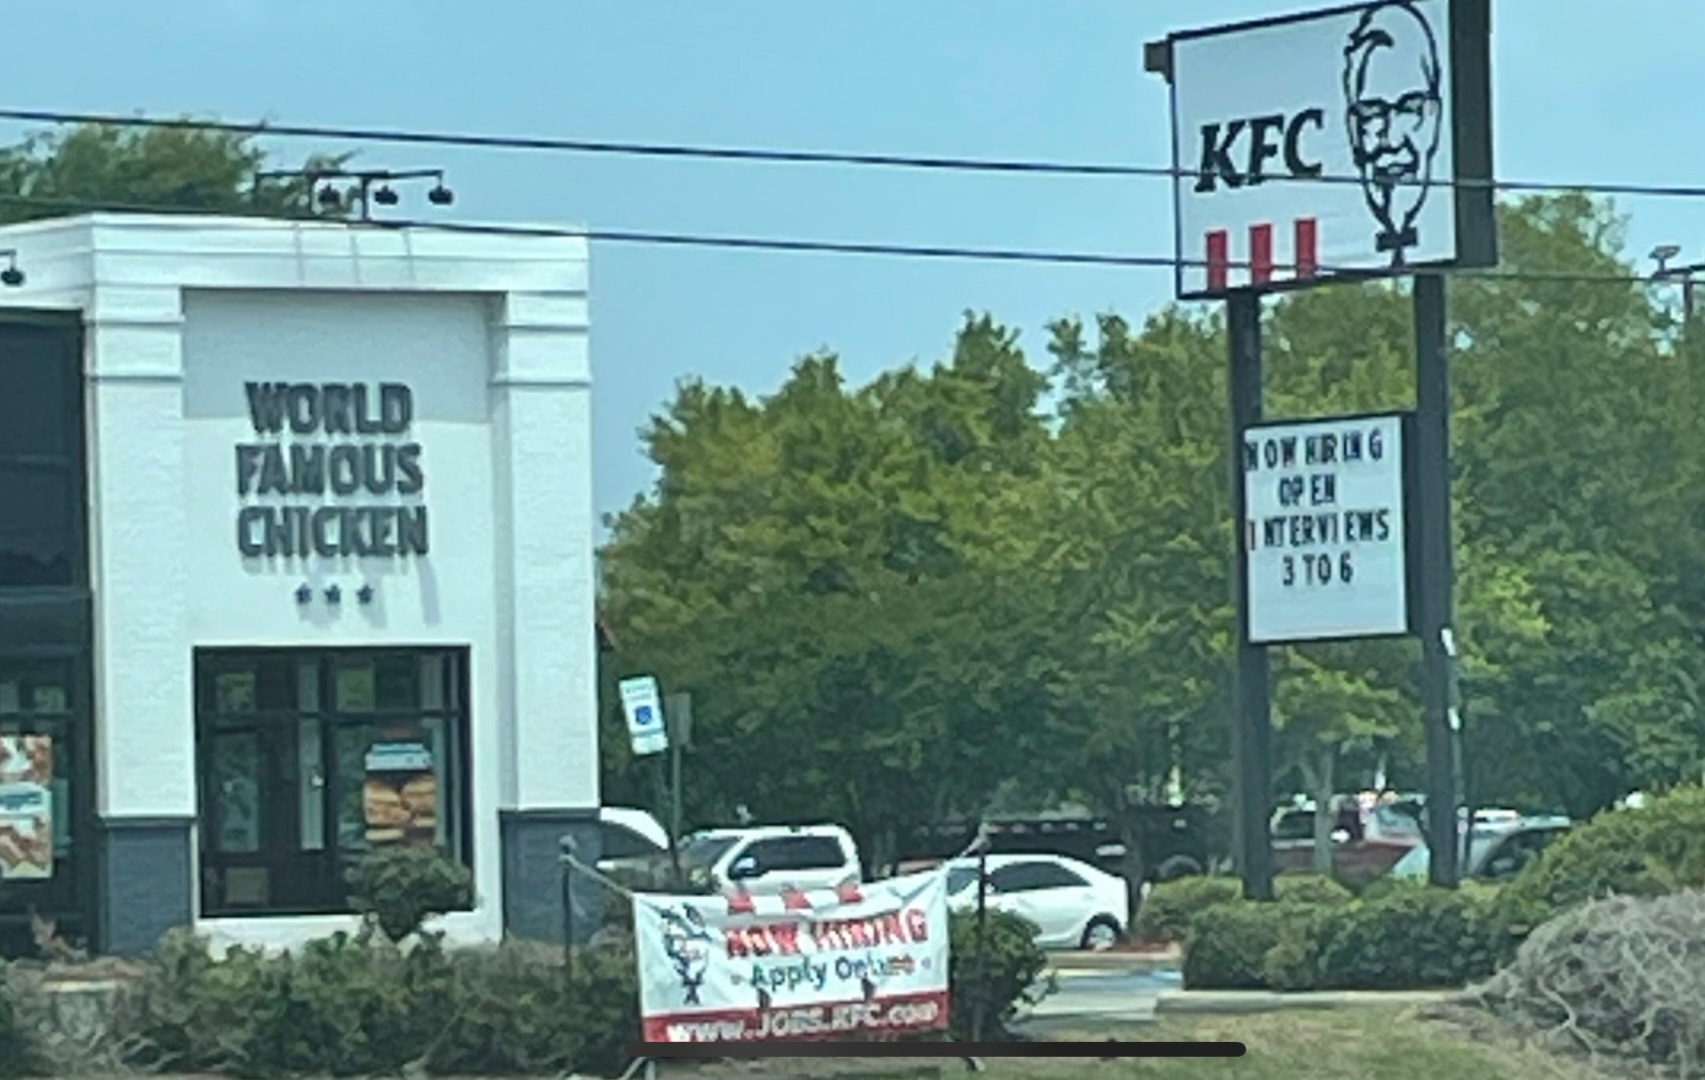 KFC
WORLD
FAMOUS
CHICKEN
NOW HIRING
OPEN
INTERVIEWS
3 TO 6
NOW HIRING
Apply Online
WWW.JOBS.KFC.com